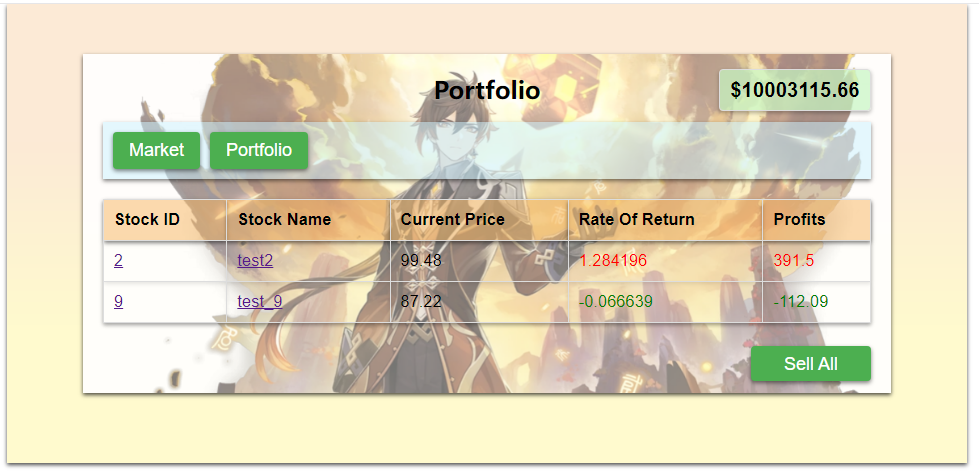 Portfolio
$10003115.66
Market Portfolio
Stock ID Stock Name Current Price Rate Of Return Profits
2 test2 99.48 1.284196 391.5
9 test_9 87.22 -0.066639 -112.09
Sell All